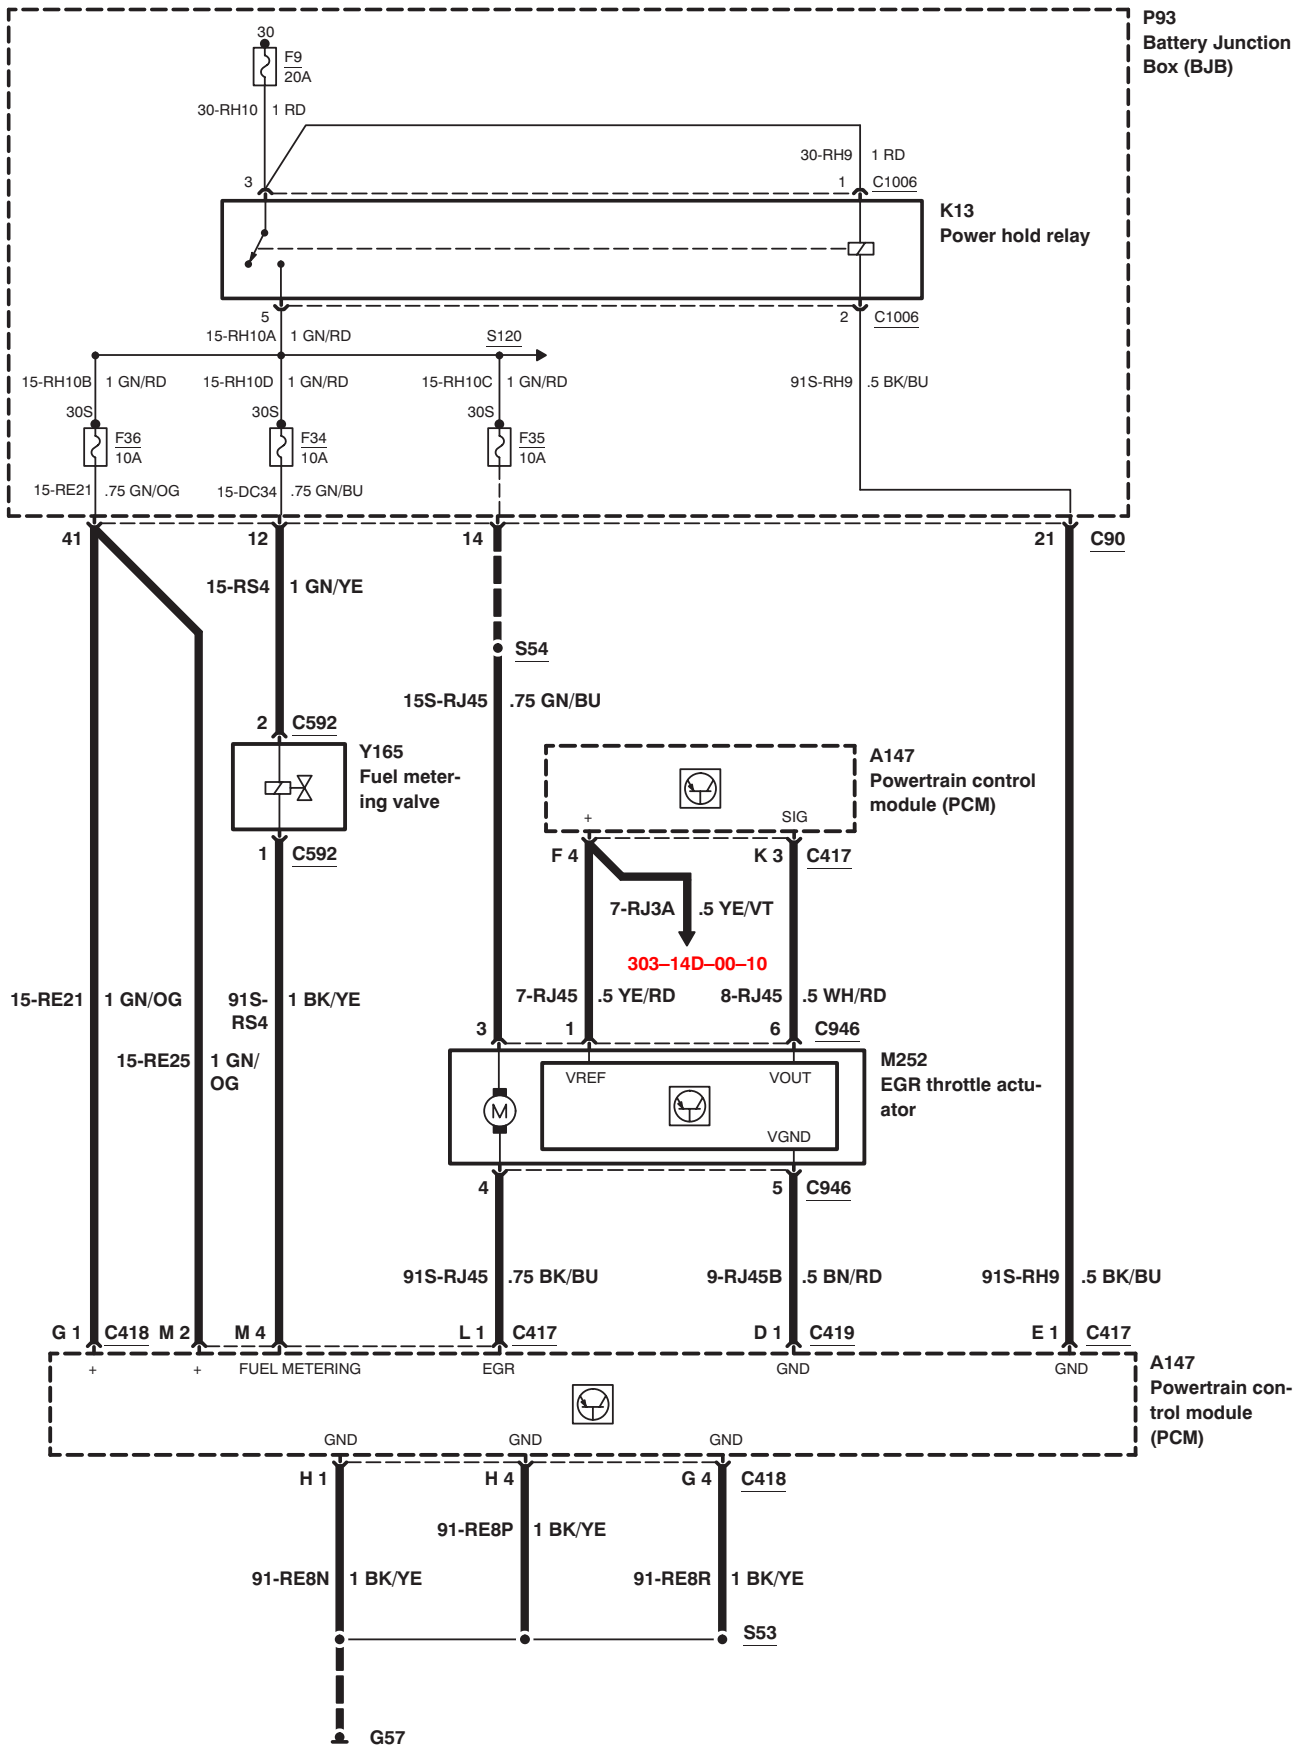 P93
Battery Junction
Box (BJB)
30
F9
20A
30-RH10 1 RD
30-RH9 1 RD
3
1 C1006
K13
Power hold relay
5
2 C1006
15-RH10A 1 GN/RD
S120
15-RH10B 1 GN/RD
15-RH10D 1 GN/RD
15-RH10C 1 GN/RD
91S-RH9 .5 BK/BU
30S
30S
30S
F36
10A
F34
10A
F35
10A
15-RE21 .75 GN/OG
15-DC34 .75 GN/BU
41
12
14
21 C90
15-RS4 1 GN/YE
S54
15S-RJ45 .75 GN/BU
2 C592
Y165
Fuel meter-
ing valve
A147
Powertrain control
module (PCM)
+
SIG
1 C592
F 4
K 3 C417
7-RJ3A .5 YE/VT
303–14D–00–10
15-RE21 1 GN/OG
91S-
RS4
1 BK/YE
7-RJ45 .5 YE/RD
8-RJ45 .5 WH/RD
3
1
6 C946
15-RE25 1 GN/
OG
M252
EGR throttle actu-
ator
VREF
VOUT
M
VGND
4
5 C946
91S-RJ45 .75 BK/BU
9-RJ45B .5 BN/RD
91S-RH9 .5 BK/BU
G 1 C418 M 2 M 4 L 1 C417 D 1 C419 E 1 C417
+
+
FUEL METERING
EGR
GND
GND
A147
Powertrain con-
trol module
(PCM)
GND
GND
GND
H 1
H 4
G 4 C418
91-RE8P 1 BK/YE
91-RE8N 1 BK/YE
91-RE8R 1 BK/YE
S53
G57